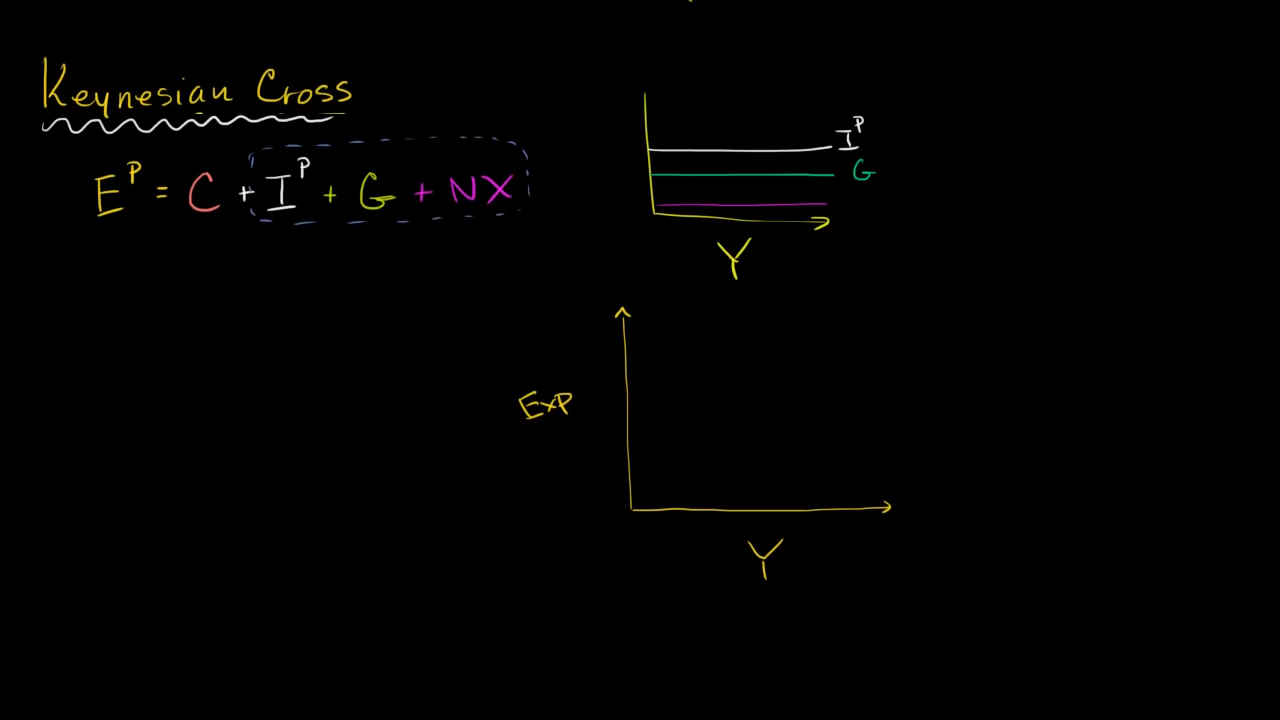 Keynesian Cross
E^P = C + I^P + G + NX
I^P
G
Y
Exp
Y